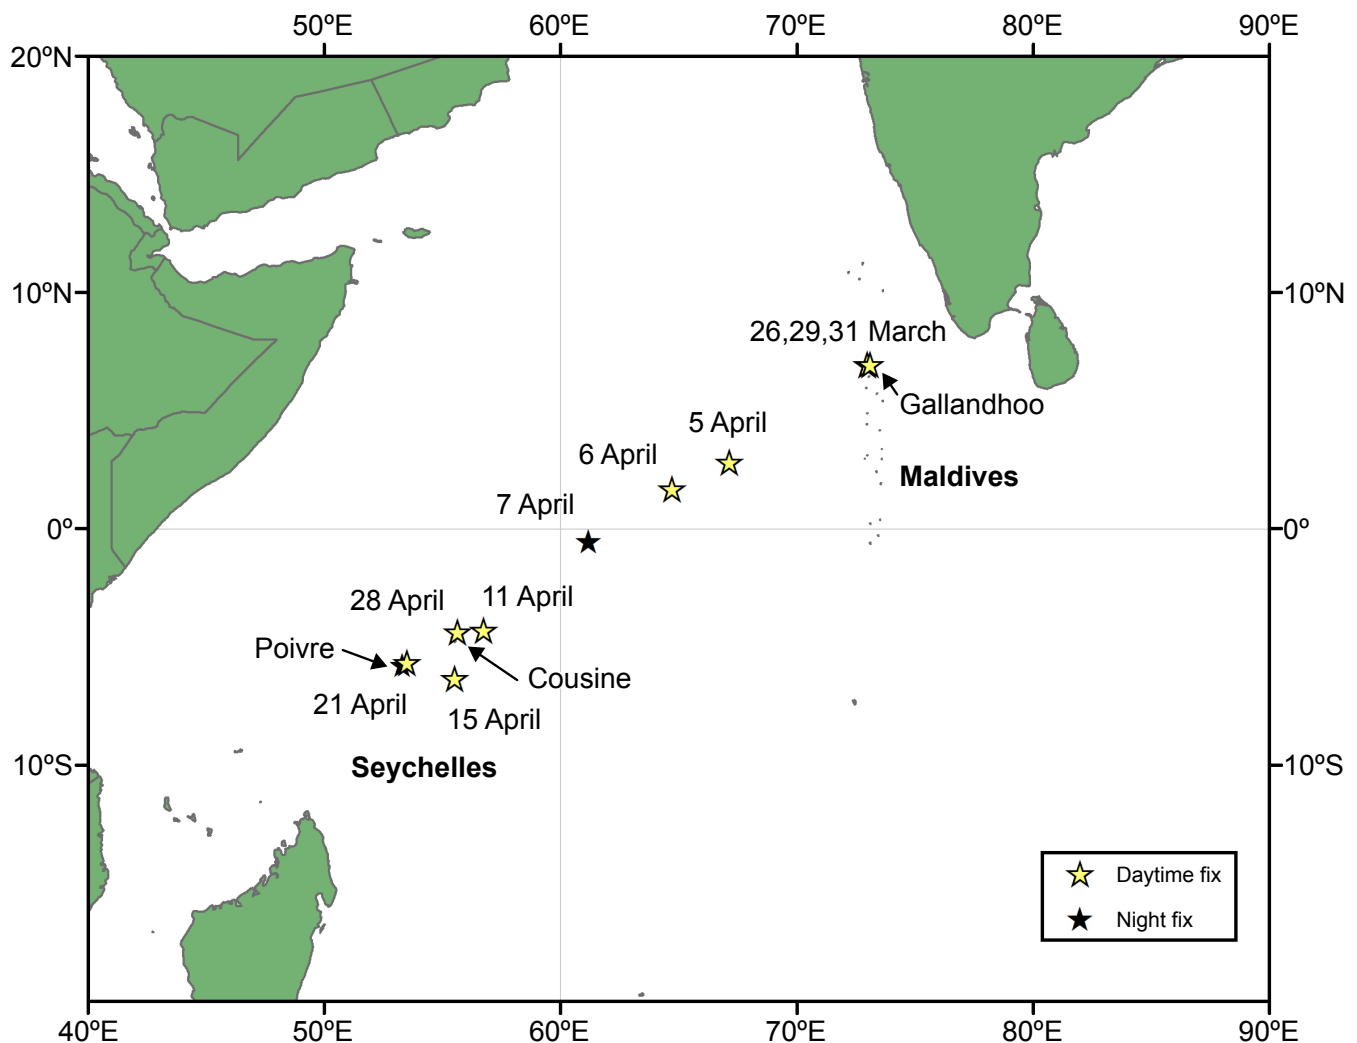 50ºE 60ºE 70ºE 80ºE 90ºE
20ºN
10ºN 10ºN
26,29,31 March
Gallandhoo
5 April
6 April
Maldives
7 April
0º 0º
28 April 11 April
Poivre
Cousine
21 April
15 April
10ºS 10ºS
Seychelles
Daytime fix
Night fix
40ºE 50ºE 60ºE 70ºE 80ºE 90ºE